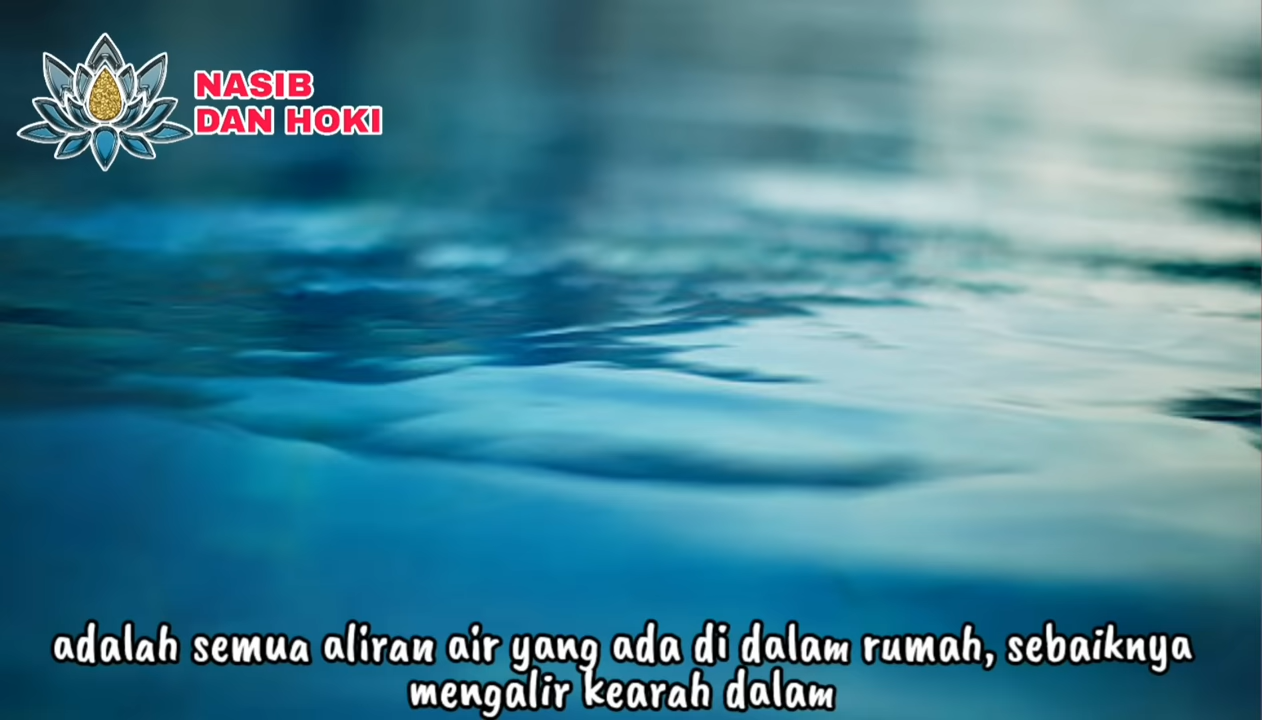 NASIB
DAN HOKI
adalah semua aliran air yang ada di dalam rumah, sebaiknya
mengalir kearah dalam